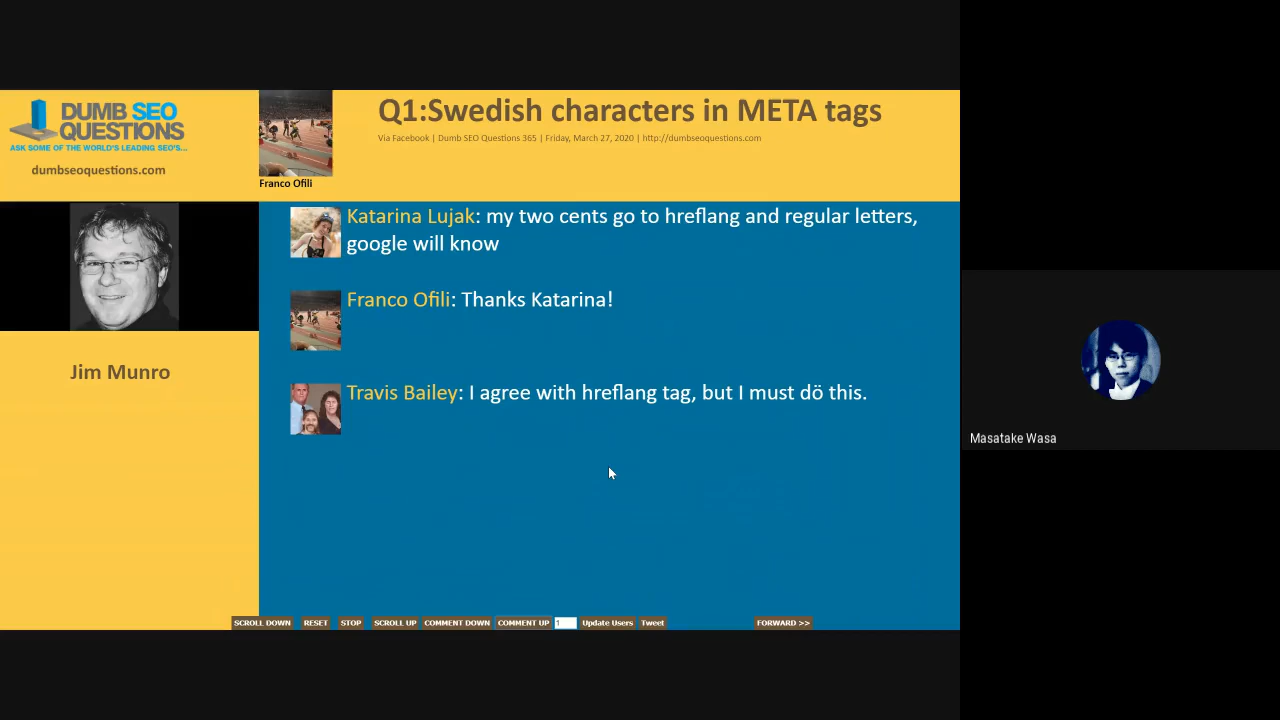 DUMB SEO
QUESTIONS
ASK SOME OF THE WORLD'S LEADING SEO'S...
dumbseoquestions.com
Franco Ofili
Q1:Swedish characters in META tags
Via Facebook | Dumb SEO Questions 365 | Friday, March 27, 2020 | http://dumbseoquestions.com
Jim Munro
Katarina Lujak: my two cents go to hreflang and regular letters,
google will know
Franco Ofili: Thanks Katarina!
Travis Bailey: I agree with hreflang tag, but I must dö this.
Masatake Wasa
SCROLL DOWN RESET STOP SCROLL UP COMMENT DOWN COMMENT UP 1 Update Users Tweet FORWARD >>